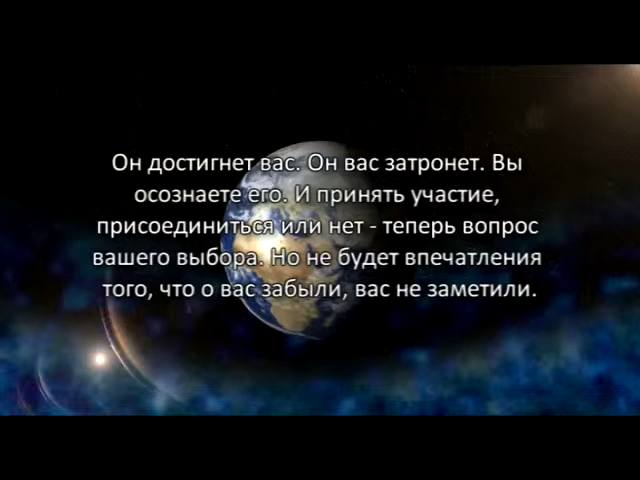 Он достигнет вас. Он вас затронет. Вы
осознаете его. И принять участие,
присоединиться или нет - теперь вопрос
вашего выбора. Но не будет впечатления
того, что о вас забыли, вас не заметили.